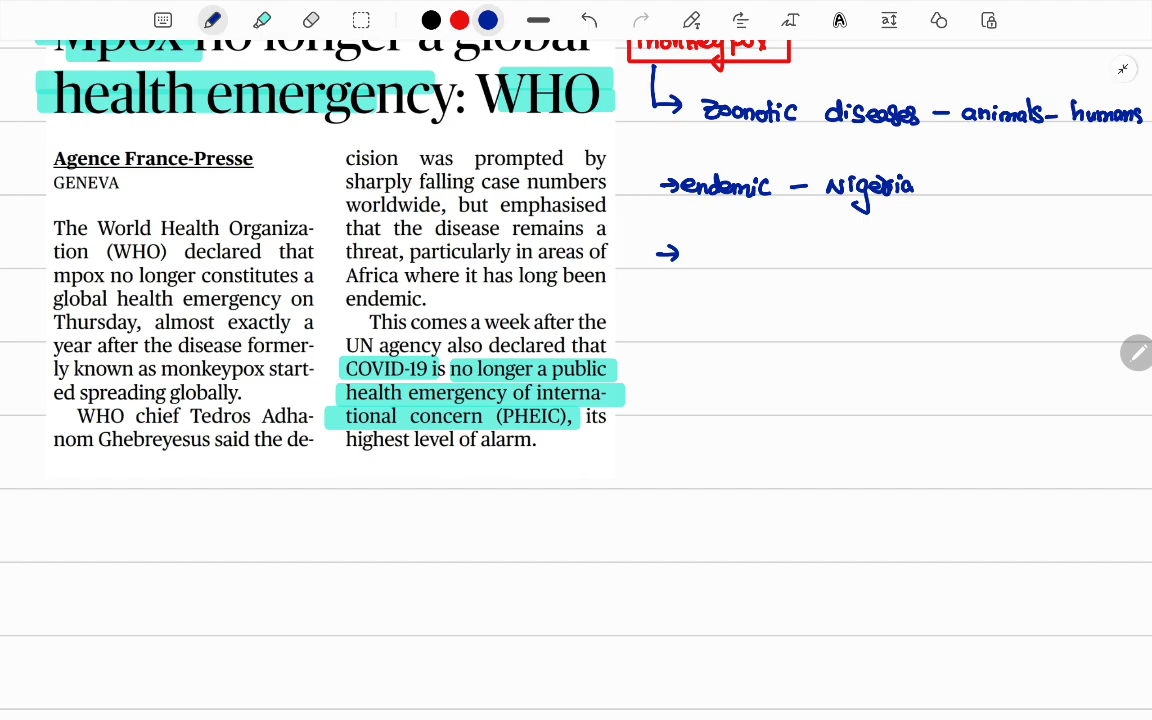 Mpox no longer a global
health emergency: WHO
Agence France-Presse
GENEVA
The World Health Organiza-
tion (WHO) declared that
mpox no longer constitutes a
global health emergency on
Thursday, almost exactly a
year after the disease former-
ly known as monkeypox start-
ed spreading globally.
WHO chief Tedros Adha-
nom Ghebreyesus said the de-
cision was prompted by
sharply falling case numbers
worldwide, but emphasised
that the disease remains a
threat, particularly in areas of
Africa where it has long been
endemic.
This comes a week after the
UN agency also declared that
COVID-19 is no longer a public
health emergency of interna-
tional concern (PHEIC), its
highest level of alarm.
monkeypox
→ zoonotic diseases - animals - humans
→ endemic - Nigeria
→